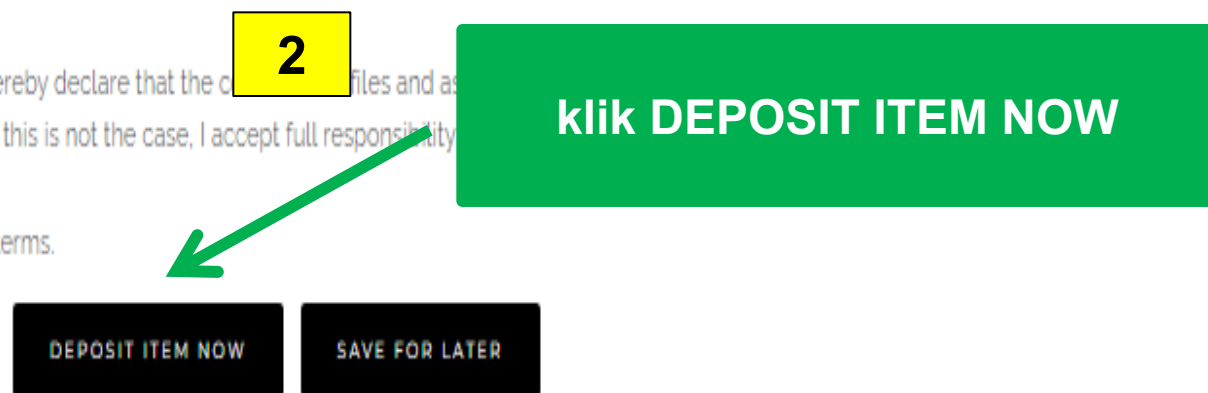 2
klik DEPOSIT ITEM NOW
ereby declare that the c files and as
this is not the case, I accept full responsibility
erms.
DEPOSIT ITEM NOW
SAVE FOR LATER